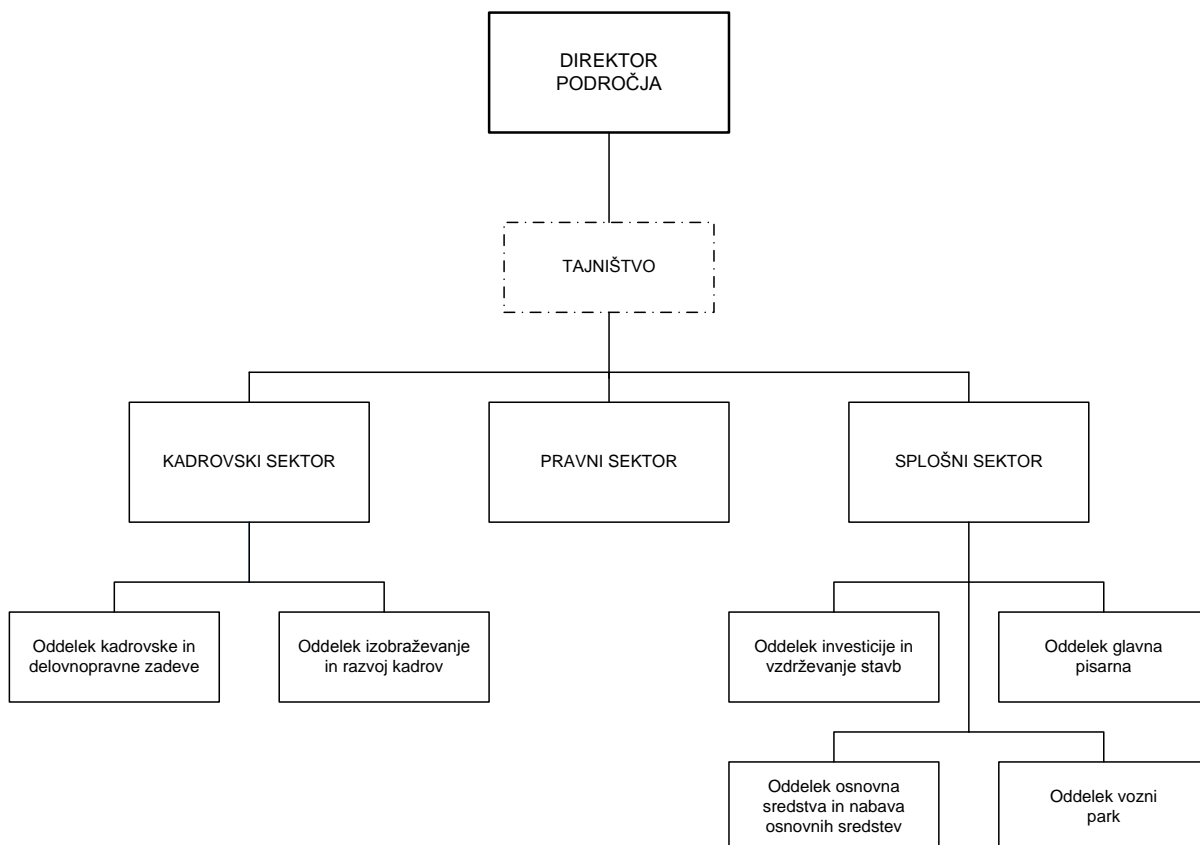 DIREKTOR
PODROČJA
TAJNIŠTVO
KADROVSKI SEKTOR
PRAVNI SEKTOR
SPLOŠNI SEKTOR
Oddelek kadrovske in
delovnopravne zadeve
Oddelek izobraževanje
in razvoj kadrov
Oddelek investicije in
vzdrževanje stavb
Oddelek glavna
pisarna
Oddelek osnovna
sredstva in nabava
osnovnih sredstev
Oddelek vozni
park